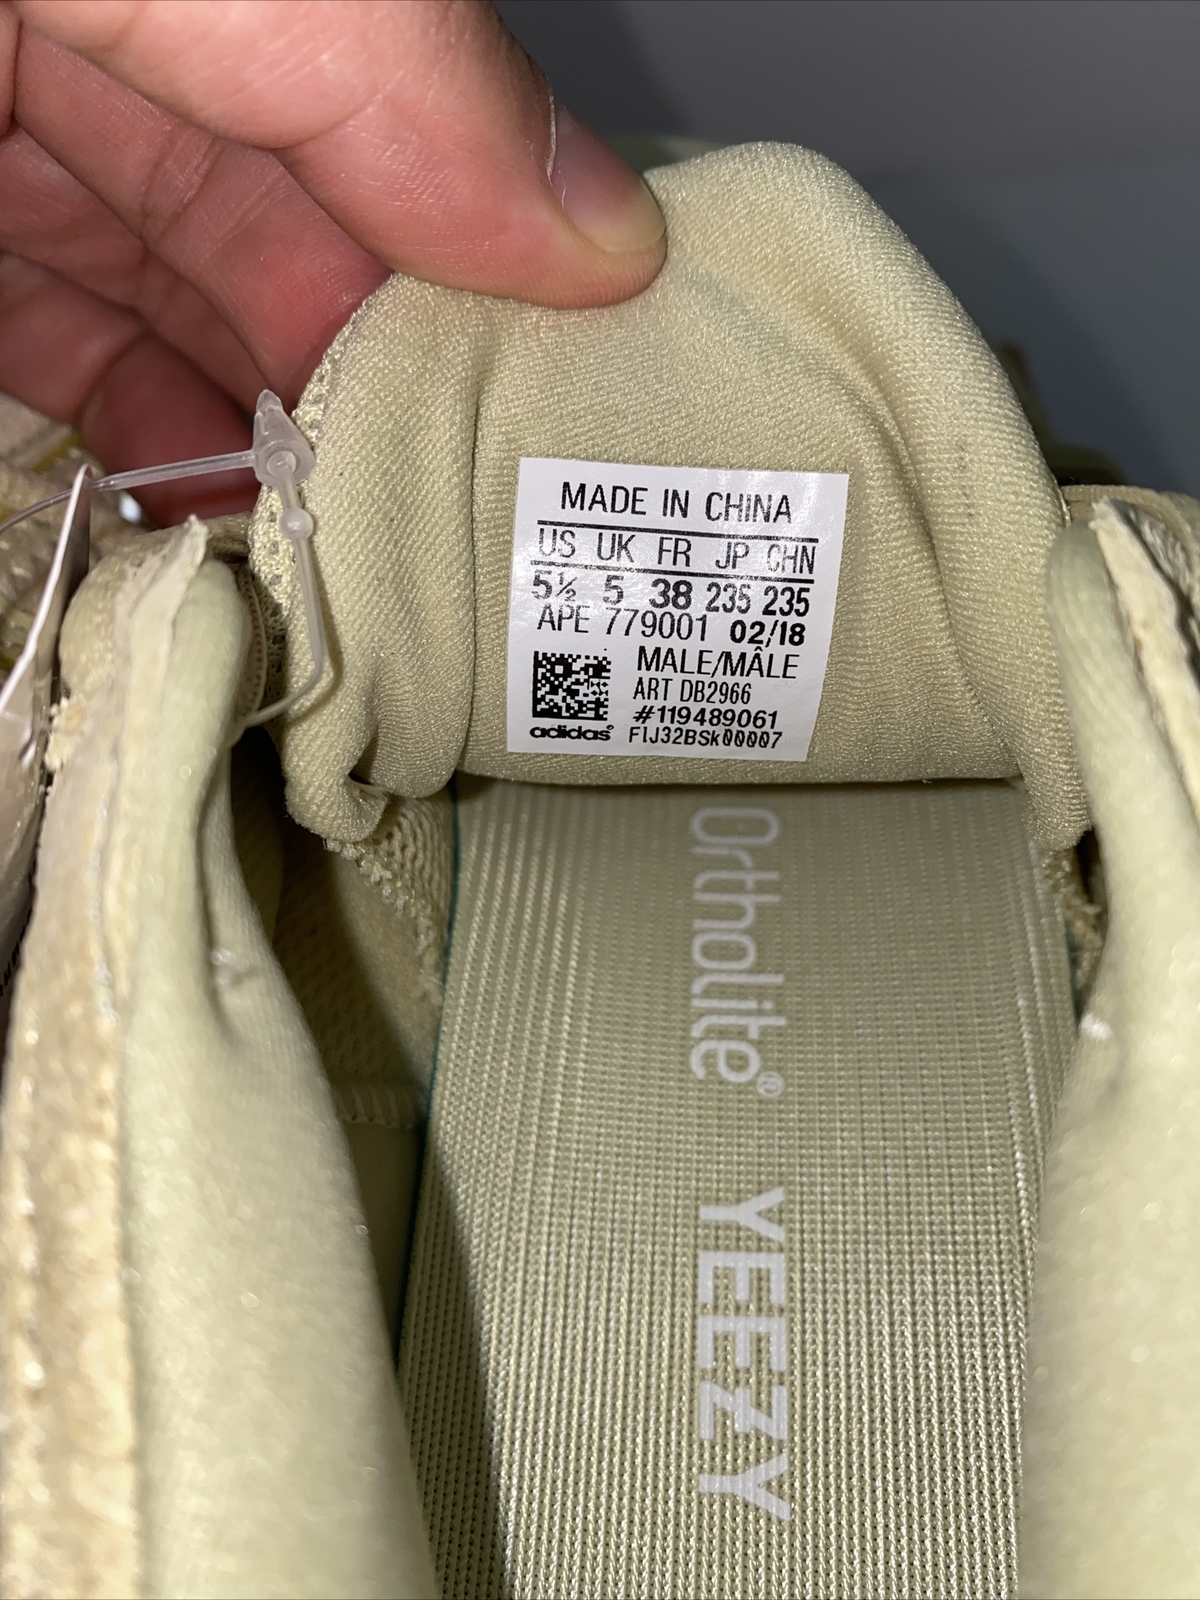 MADE IN CHINA
US UK FR JP CHN
5½ 5 38 235 235
APE 779001 02/18
MALE/MÂLE
ART DB2966
#119489061
adidas® FIJ32BSk00007
Ortholite®
YEEZY